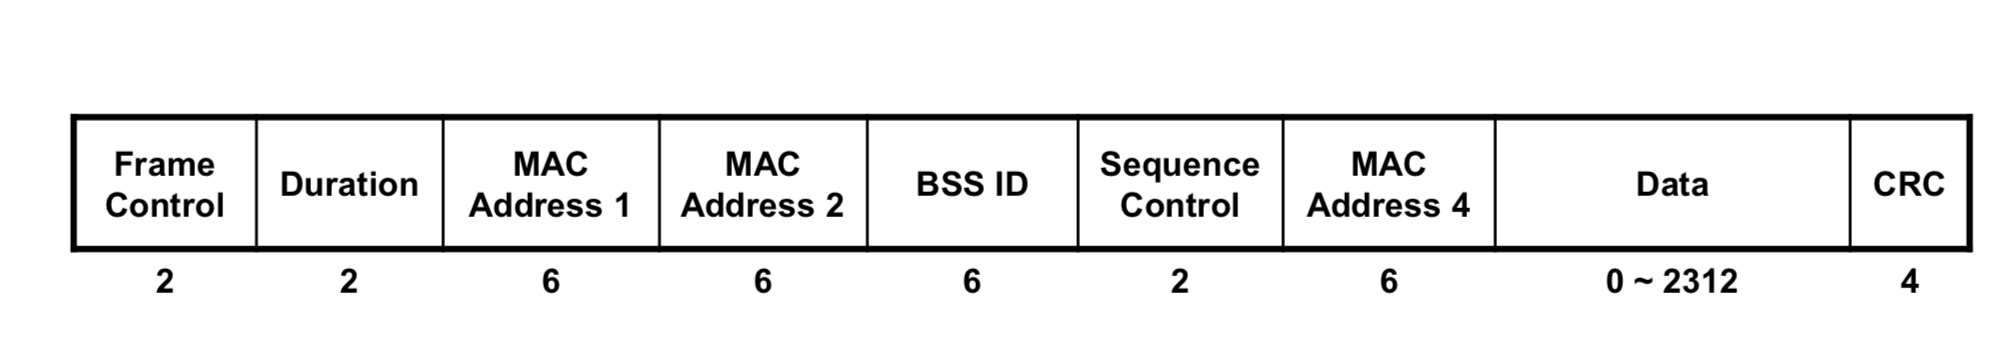 Frame
Control
Duration
MAC
Address 1
MAC
Address 2
BSS ID
Sequence
Control
MAC
Address 4
Data
CRC
2
2
6
6
6
2
6
0 ~ 2312
4